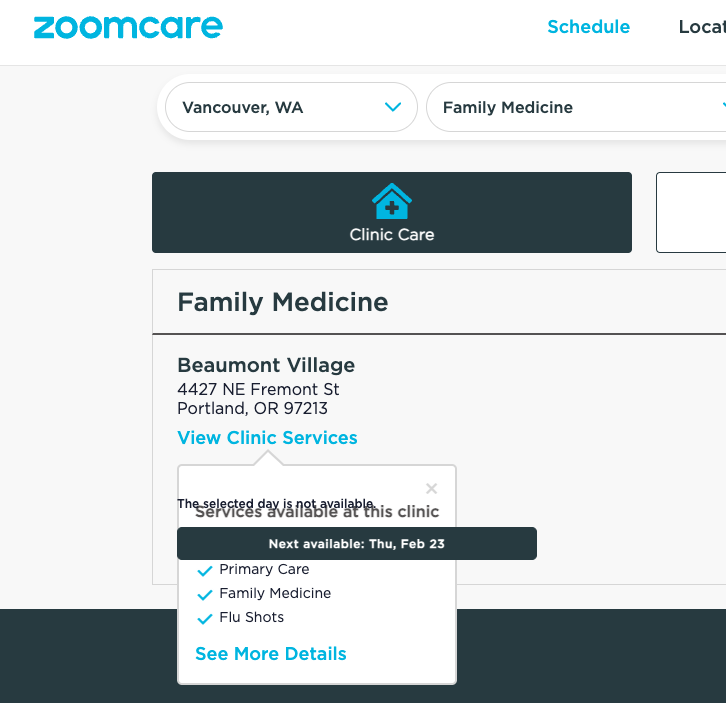 zoomcare
Schedule
Vancouver, WA
Family Medicine
Clinic Care
Family Medicine
Beaumont Village
4427 NE Fremont St
Portland, OR 97213
View Clinic Services
The selected day is not available.
Services available at this clinic
Next available: Thu, Feb 23
Primary Care
Family Medicine
Flu Shots
See More Details